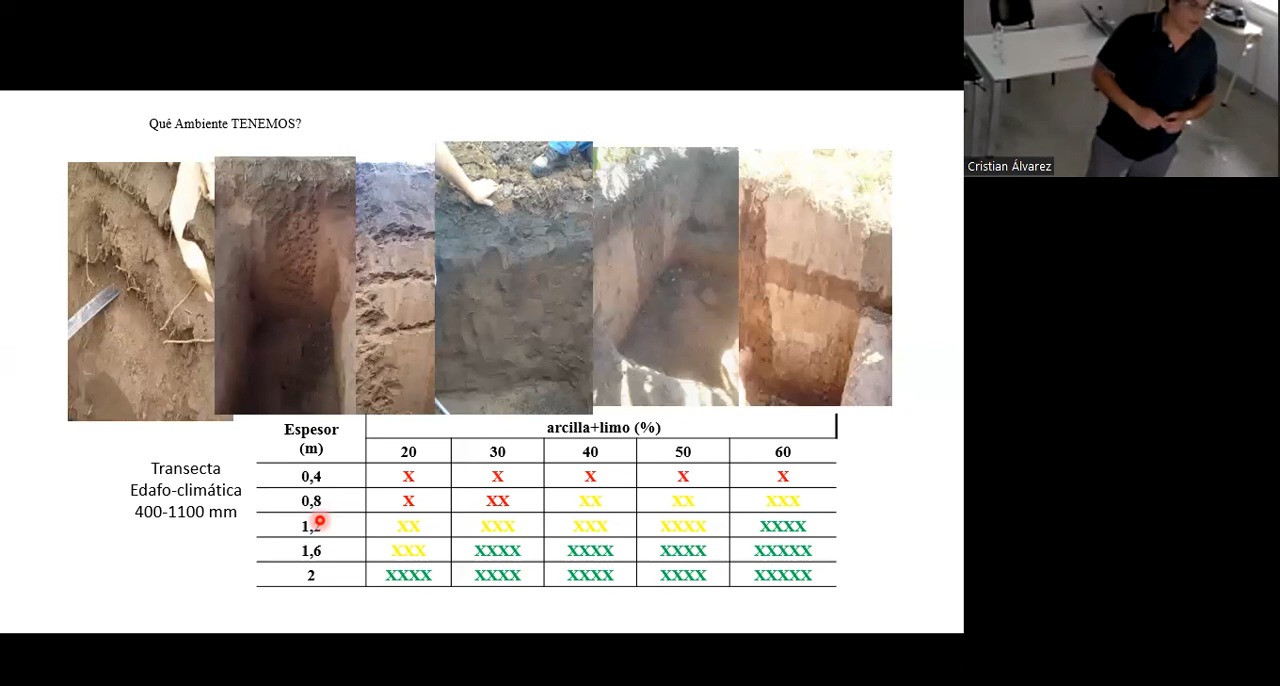 Qué Ambiente TENEMOS?
Cristian Álvarez
Espesor (m) arcilla+limo (%)
20 30 40 50 60
0,4 X X X X X
0,8 X XX XX XX XXX
1,2 XX XXX XXX XXXX XXXX
1,6 XXX XXXX XXXX XXXX XXXXX
2 XXXX XXXX XXXX XXXX XXXXX
Transecta
Edafo-climática
400-1100 mm